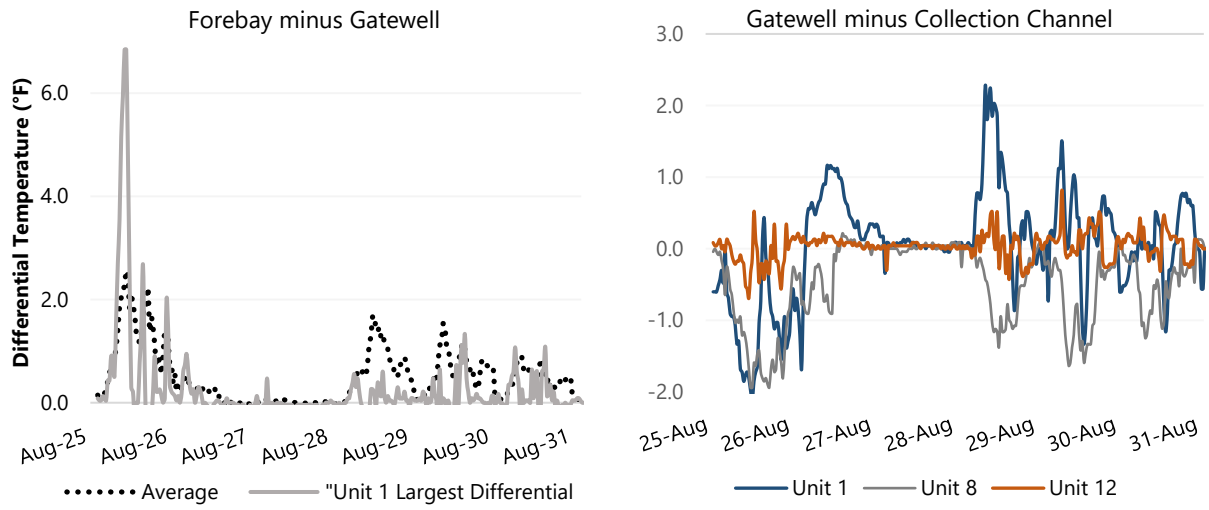 Forebay minus Gatewell
Differential Temperature (°F)
6.0
4.0
2.0
0.0
Aug-25
Aug-26
Aug-27
Aug-28
Aug-29
Aug-30
Aug-31
Average
"Unit 1 Largest Differential
Gatewell minus Collection Channel
3.0
2.0
1.0
0.0
-1.0
-2.0
25-Aug
26-Aug
27-Aug
28-Aug
29-Aug
30-Aug
31-Aug
Unit 1
Unit 8
Unit 12